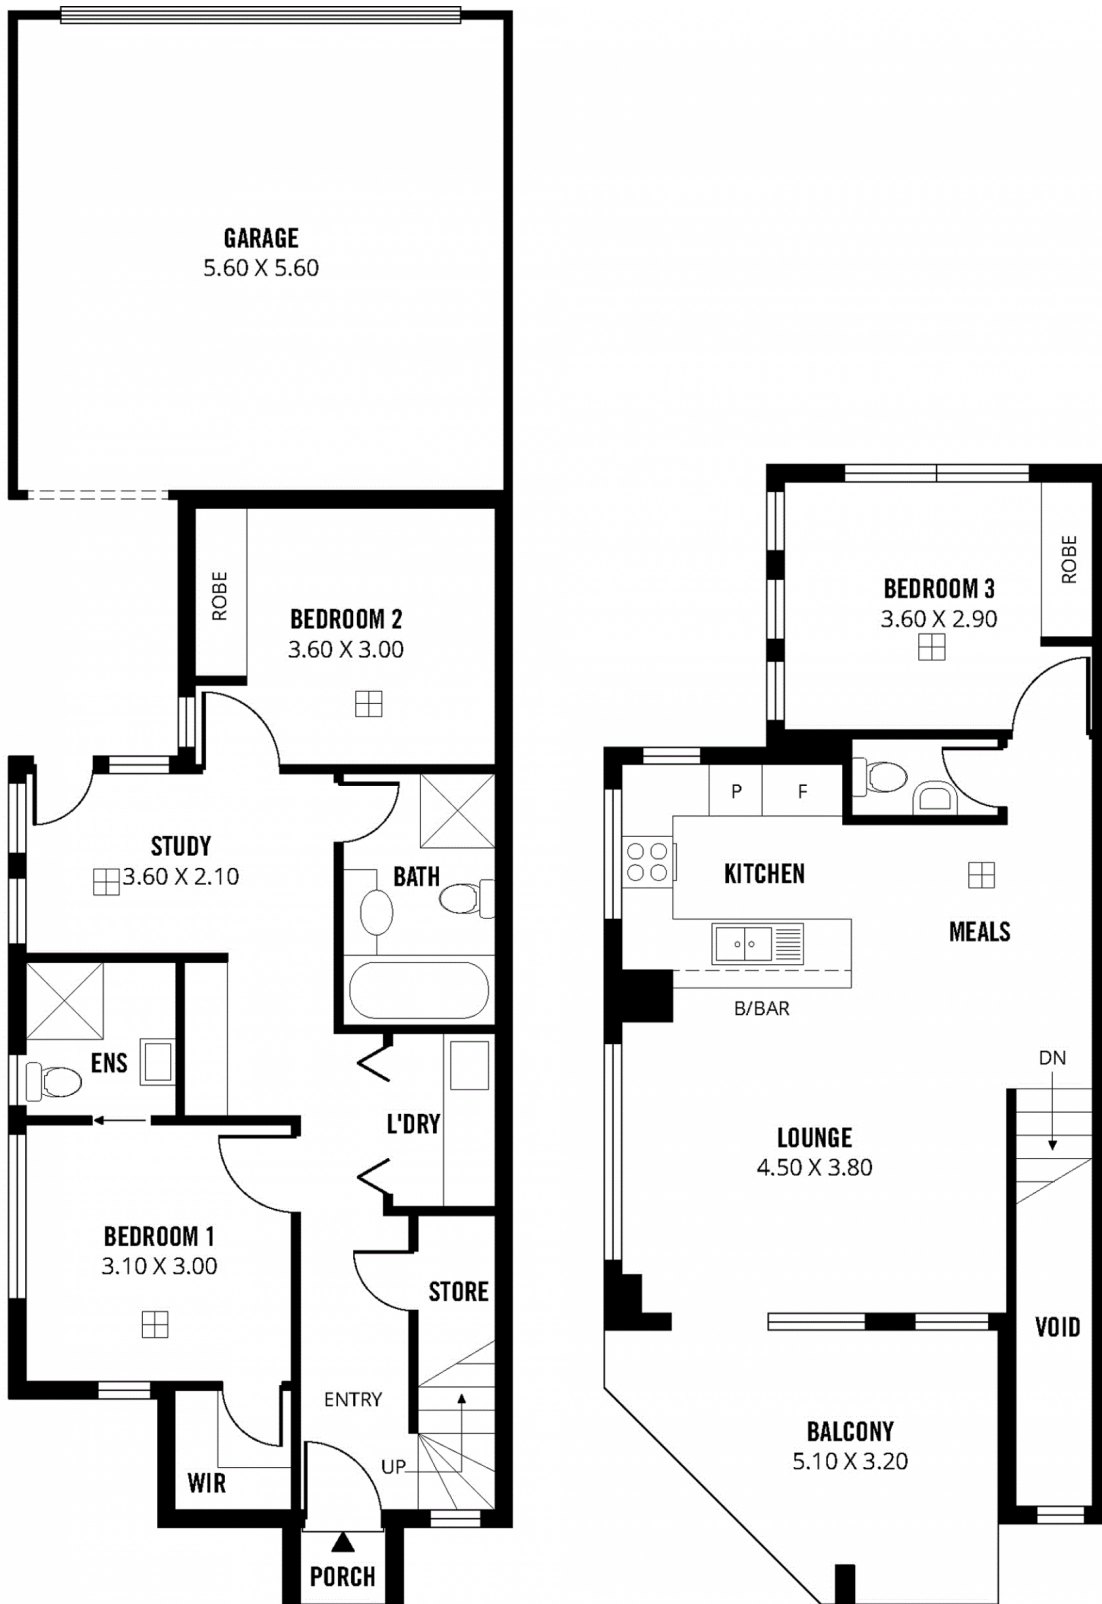 GARAGE
5.60 X 5.60
ROBE
BEDROOM 2
3.60 X 3.00
STUDY
3.60 X 2.10
BATH
ENS
L'DRY
BEDROOM 1
3.10 X 3.00
STORE
ENTRY
UP
WIR
PORCH
ROBE
BEDROOM 3
3.60 X 2.90
P
F
KITCHEN
MEALS
B/BAR
DN
LOUNGE
4.50 X 3.80
VOID
BALCONY
5.10 X 3.20